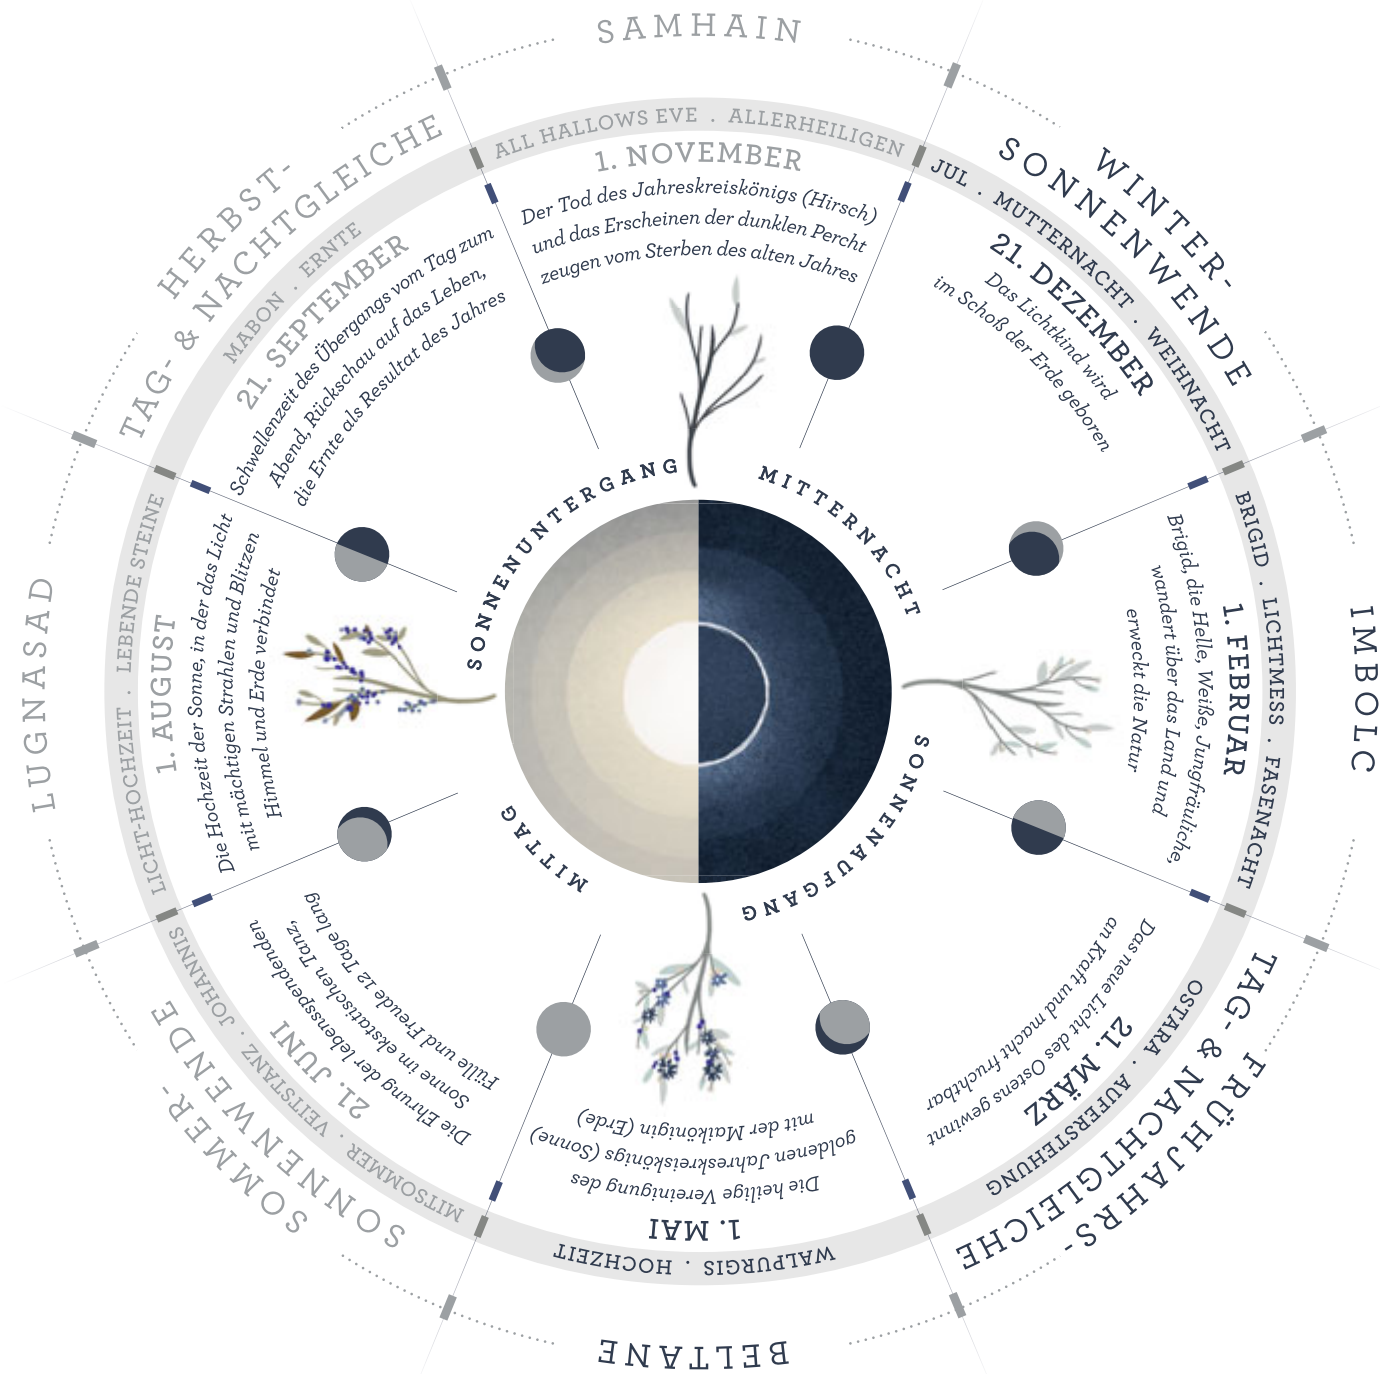 SAMHAIN
ALL HALLOWS EVE . ALLERHEILIGEN
1. NOVEMBER
Der Tod des Jahreskreiskönigs (Hirsch)
und das Erscheinen der dunklen Percht
zeugen vom Sterben des alten Jahres
WINTER-
SONNENWENDE
JUL . MUTTERNACHT . WEIHNACHT
21. DEZEMBER
Das Lichtkind wird
im Schoß der Erde geboren
IMBOLC
BRIGID . LICHTMESS . FASENACHT
1. FEBRUAR
Brigid, die Helle, Weiße, Jungfräuliche,
wandert über das Land und
erweckt die Natur
FRÜHJAHRS-
TAG- & NACHTGLEICHE
OSTARA . AUFERSTEHUNG
21. MÄRZ
Das neue Licht des Ostens gewinnt
an Kraft und macht fruchtbar
BELTANE
WALPURGIS . HOCHZEIT
1. MAI
Die heilige Vereinigung des
goldenen Jahreskreiskönigs (Sonne)
mit der Maikönigin (Erde)
SOMMER-
SONNENWENDE
MITSOMMER . VEITSTANZ . JOHANNIS
21. JUNI
Die Ehrung der lebensspendenden
Sonne im ekstatischen Tanz,
Fülle und Freude 12 Tage lang
LUGNASAD
LICHT-HOCHZEIT . LEBENDE STEINE
1. AUGUST
Die Hochzeit der Sonne, in der das Licht
mit mächtigen Strahlen und Blitzen
Himmel und Erde verbindet
HERBST-
TAG- & NACHTGLEICHE
MABON . ERNTE
21. SEPTEMBER
Schwellenzeit des Übergangs vom Tag zum
Abend, Rückschau auf das Leben,
die Ernte als Resultat des Jahres
SONNENUNTERGANG
MITTERNACHT
SONNENAUFGANG
MITTAG